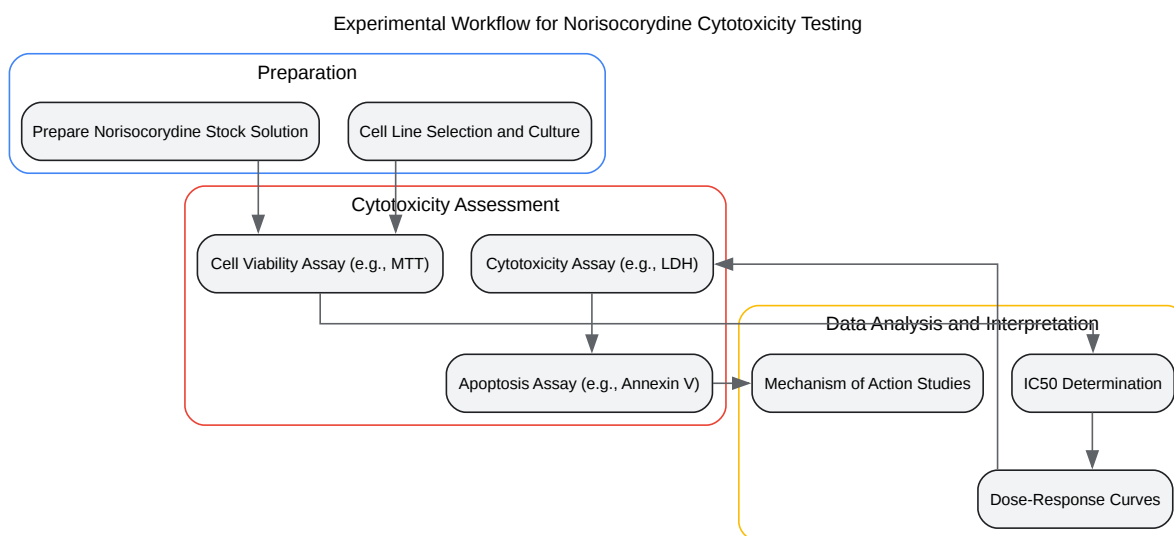 Experimental Workflow for Norisocorydine Cytotoxicity Testing
Preparation
Prepare Norisocorydine Stock Solution
Cell Line Selection and Culture
Cytotoxicity Assessment
Cell Viability Assay (e.g., MTT)
Cytotoxicity Assay (e.g., LDH)
Data Analysis and Interpretation
Apoptosis Assay (e.g., Annexin V)
Mechanism of Action Studies
IC50 Determination
Dose-Response Curves